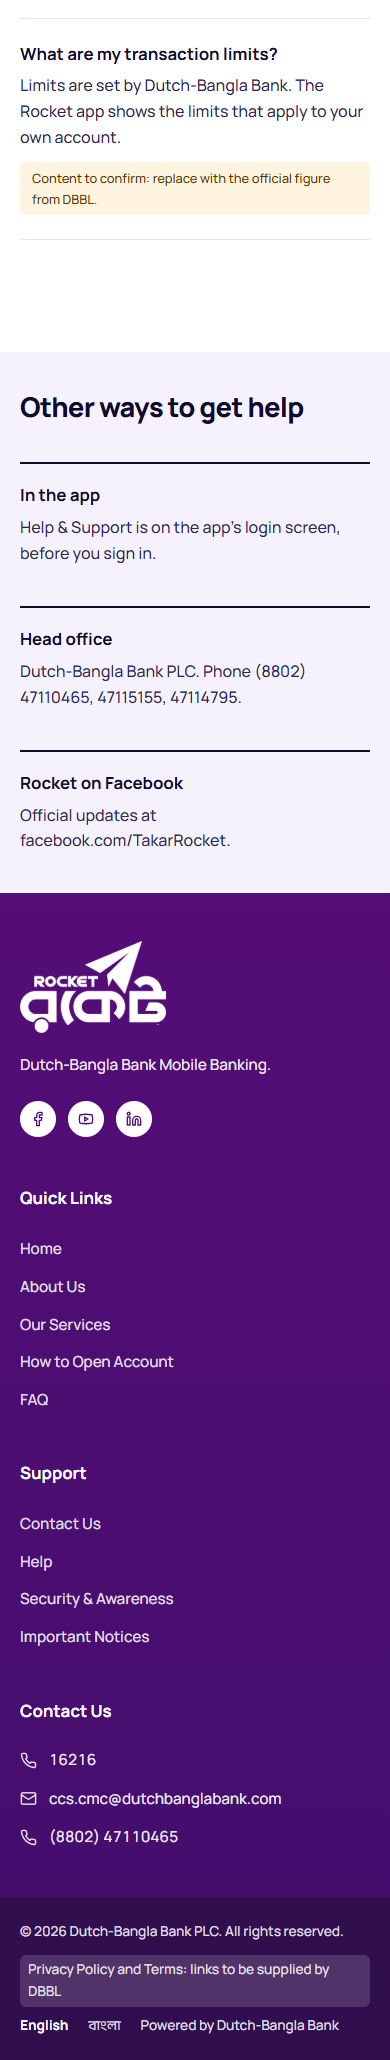 What are my transaction limits?
Limits are set by Dutch-Bangla Bank. The
Rocket app shows the limits that apply to your
own account.
Content to confirm: replace with the official figure
from DBBL.
Other ways to get help
In the app
Help & Support is on the app's login screen,
before you sign in.
Head office
Dutch-Bangla Bank PLC. Phone (8802)
47110465, 47115155, 47114795.
Rocket on Facebook
Official updates at
facebook.com/TakarRocket.
ROCKET
রকেট
Dutch-Bangla Bank Mobile Banking.
Quick Links
Home
About Us
Our Services
How to Open Account
FAQ
Support
Contact Us
Help
Security & Awareness
Important Notices
Contact Us
16216
ccs.cmc@dutchbanglabank.com
(8802) 47110465
© 2026 Dutch-Bangla Bank PLC. All rights reserved.
Privacy Policy and Terms: links to be supplied by
DBBL
English বাংলা Powered by Dutch-Bangla Bank